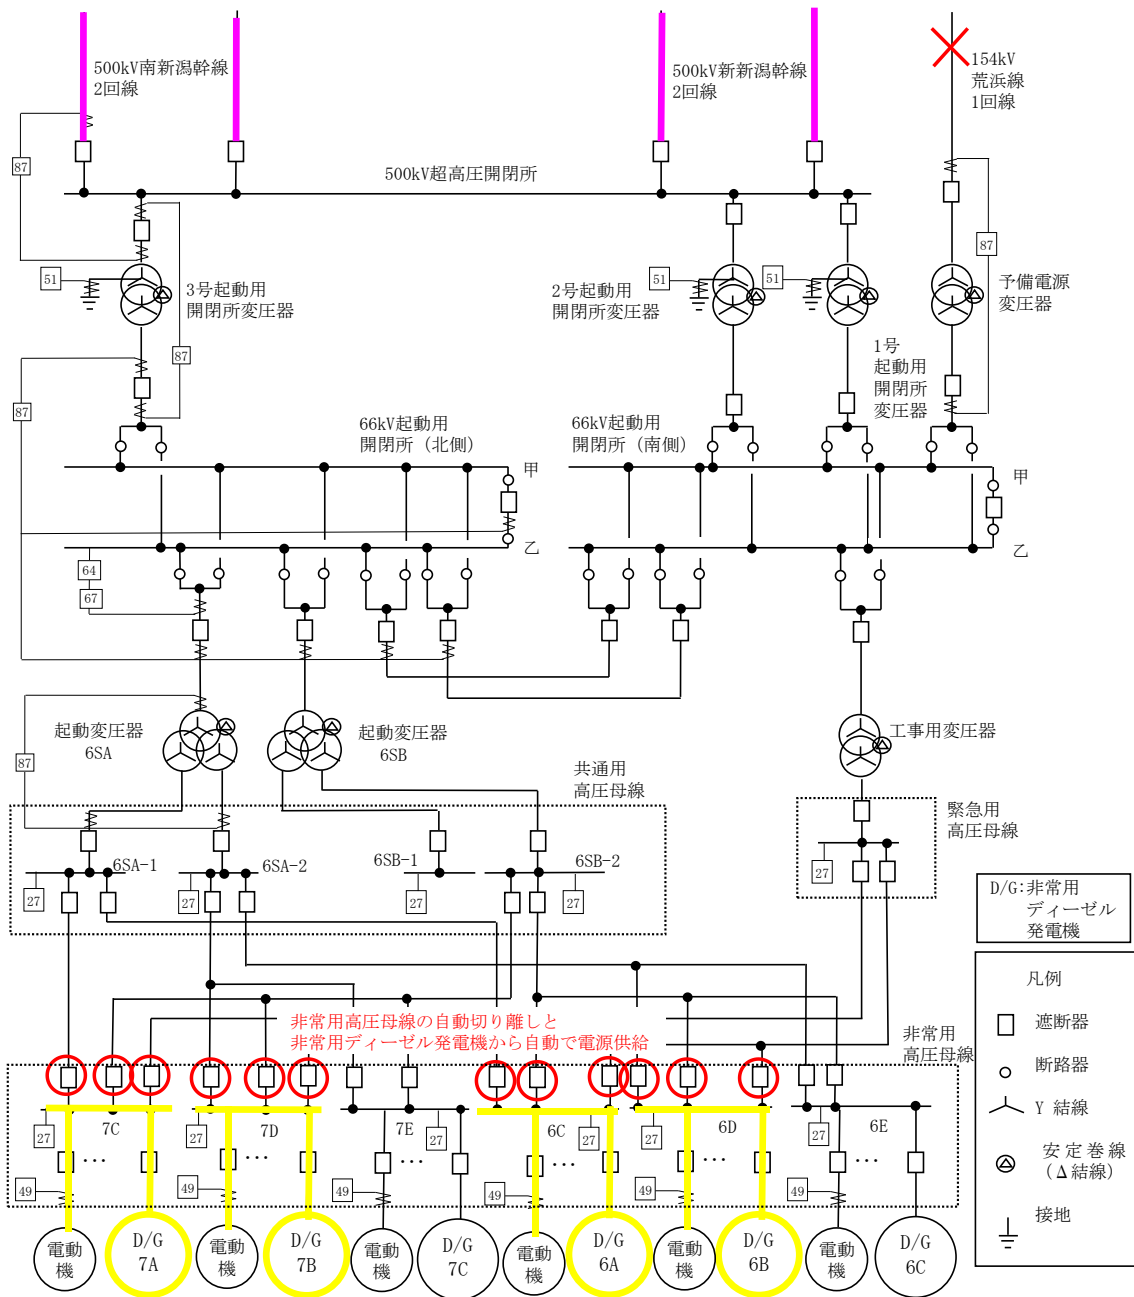 500kV南新潟幹線
2回線
500kV新新潟幹線
2回線
154kV
荒浜線
1回線
87
500kV超高圧開閉所
87
51
3号起動用
開閉所変圧器
51
2号起動用
開閉所変圧器
51
予備電源
変圧器
87
1号
起動用
開閉所
変圧器
87
66kV起動用
開閉所（北側）
66kV起動用
開閉所（南側）
甲
甲
乙
乙
64
67
起動変圧器
6SA
起動変圧器
6SB
工事用変圧器
87
共通用
高圧母線
緊急用
高圧母線
6SA-1
6SA-2
6SB-1
6SB-2
27
27
27
27
27
D/G:非常用
ディーゼル
発電機
凡例
遮断器
断路器
Y 結線
安定巻線
(Δ結線)
接地
非常用高圧母線の自動切り離しと
非常用ディーゼル発電機から自動で電源供給
非常用
高圧母線
7C
7D
7E
6C
6D
6E
27
27
27
27
27
27
…
…
…
…
…
…
49
49
49
49
49
49
電動
機
D/G
7A
電動
機
D/G
7B
電動
機
D/G
7C
電動
機
D/G
6A
電動
機
D/G
6B
電動
機
D/G
6C